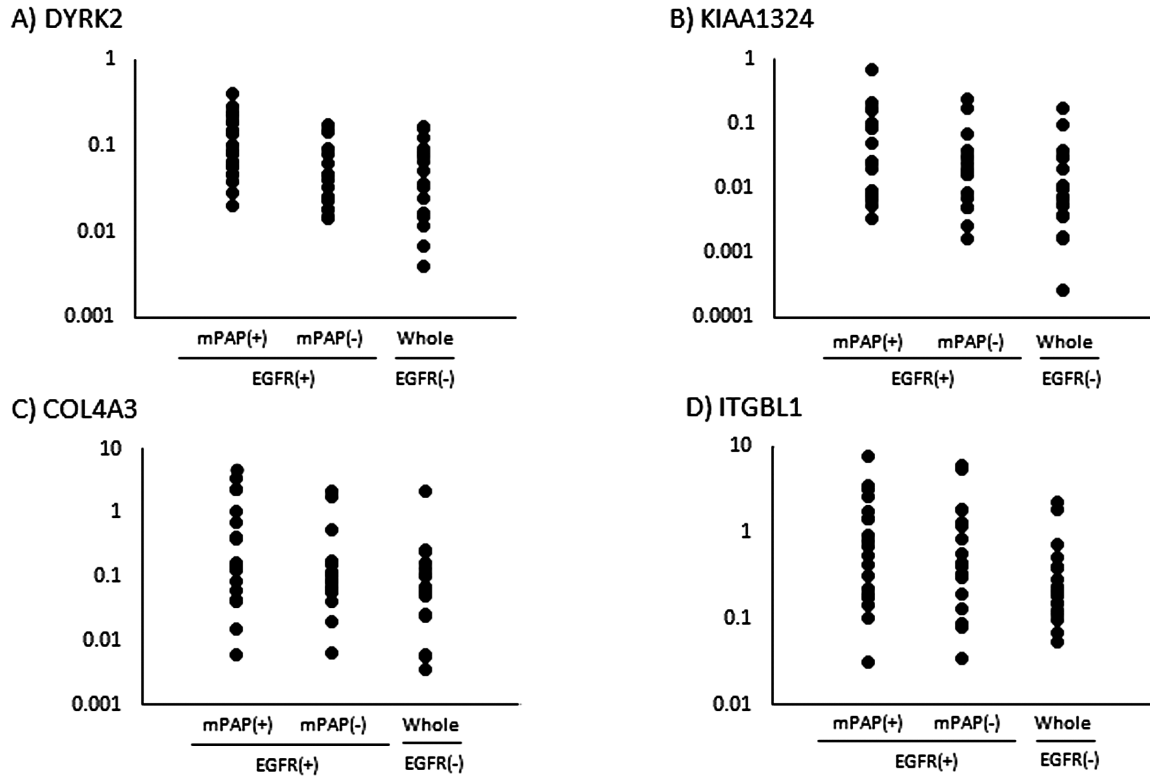 A) DYRK2
1
0.1
0.01
0.001
mPAP(+) mPAP(-) Whole
EGFR(+) EGFR(-)
B) KIAA1324
1
0.1
0.01
0.001
0.0001
mPAP(+) mPAP(-) Whole
EGFR(+) EGFR(-)
C) COL4A3
10
1
0.1
0.01
0.001
mPAP(+) mPAP(-) Whole
EGFR(+) EGFR(-)
D) ITGBL1
10
1
0.1
0.01
mPAP(+) mPAP(-) Whole
EGFR(+) EGFR(-)